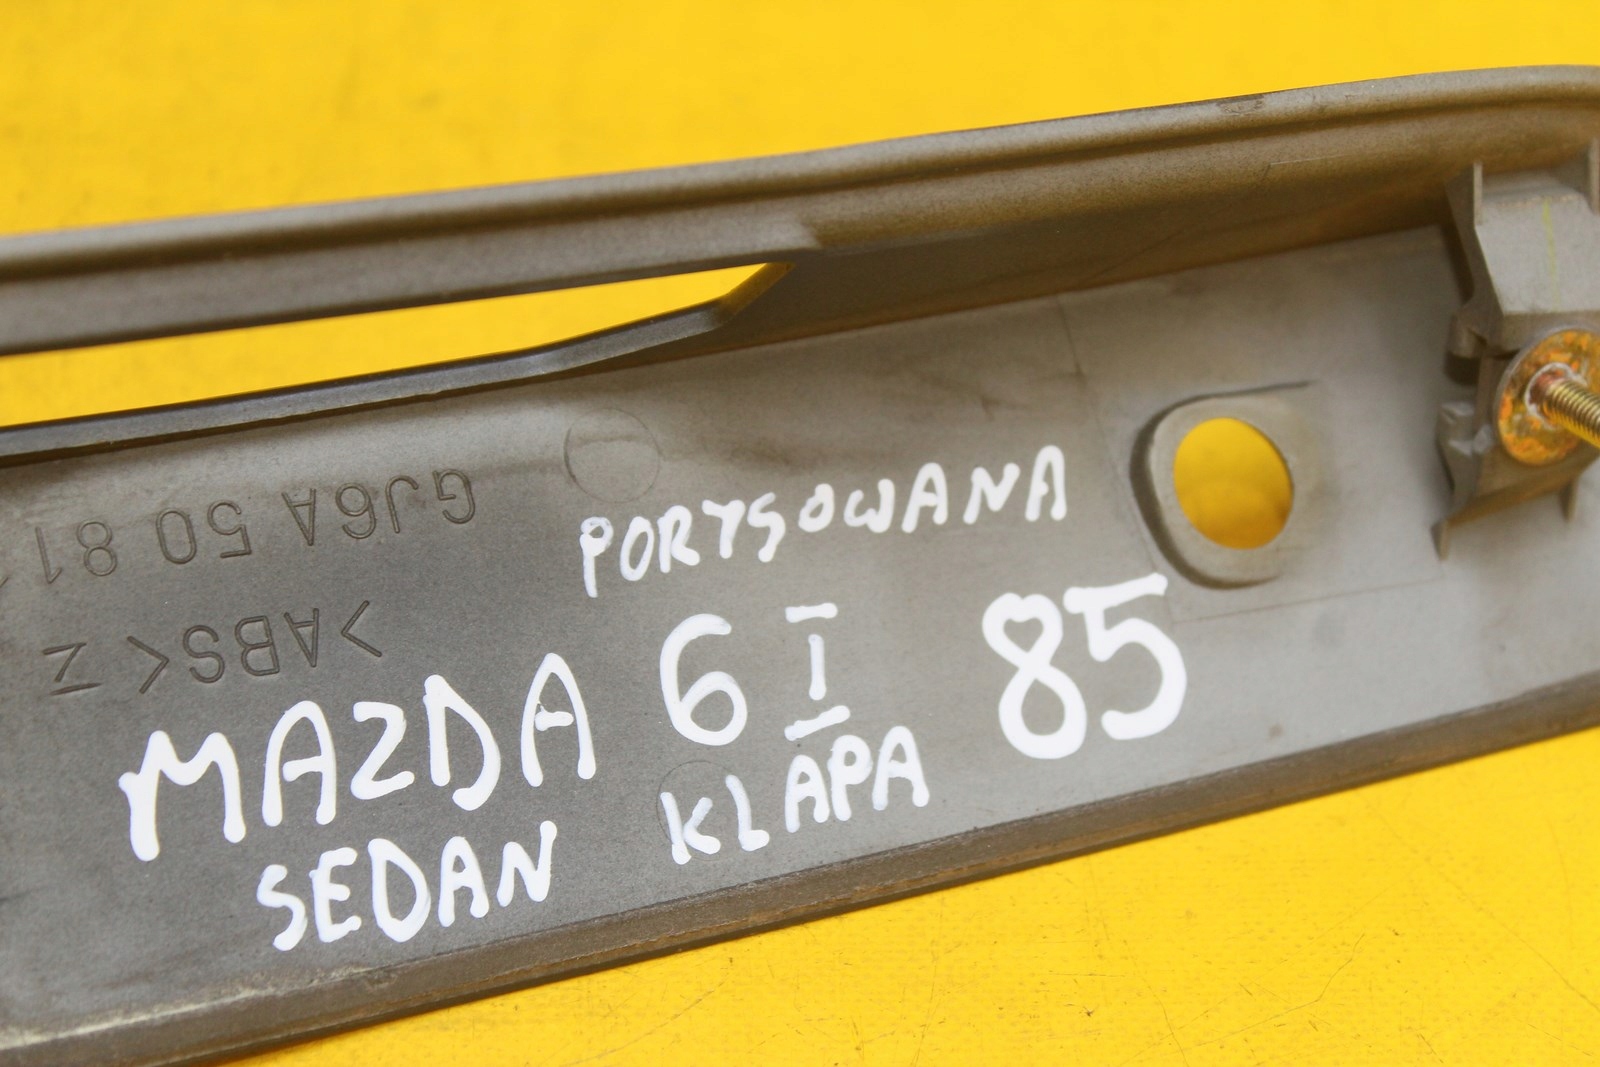 GJ6A 50 81
>ABS< Z
PORYSOWANA
MAZDA 6 I 85
SEDAN KLAPA